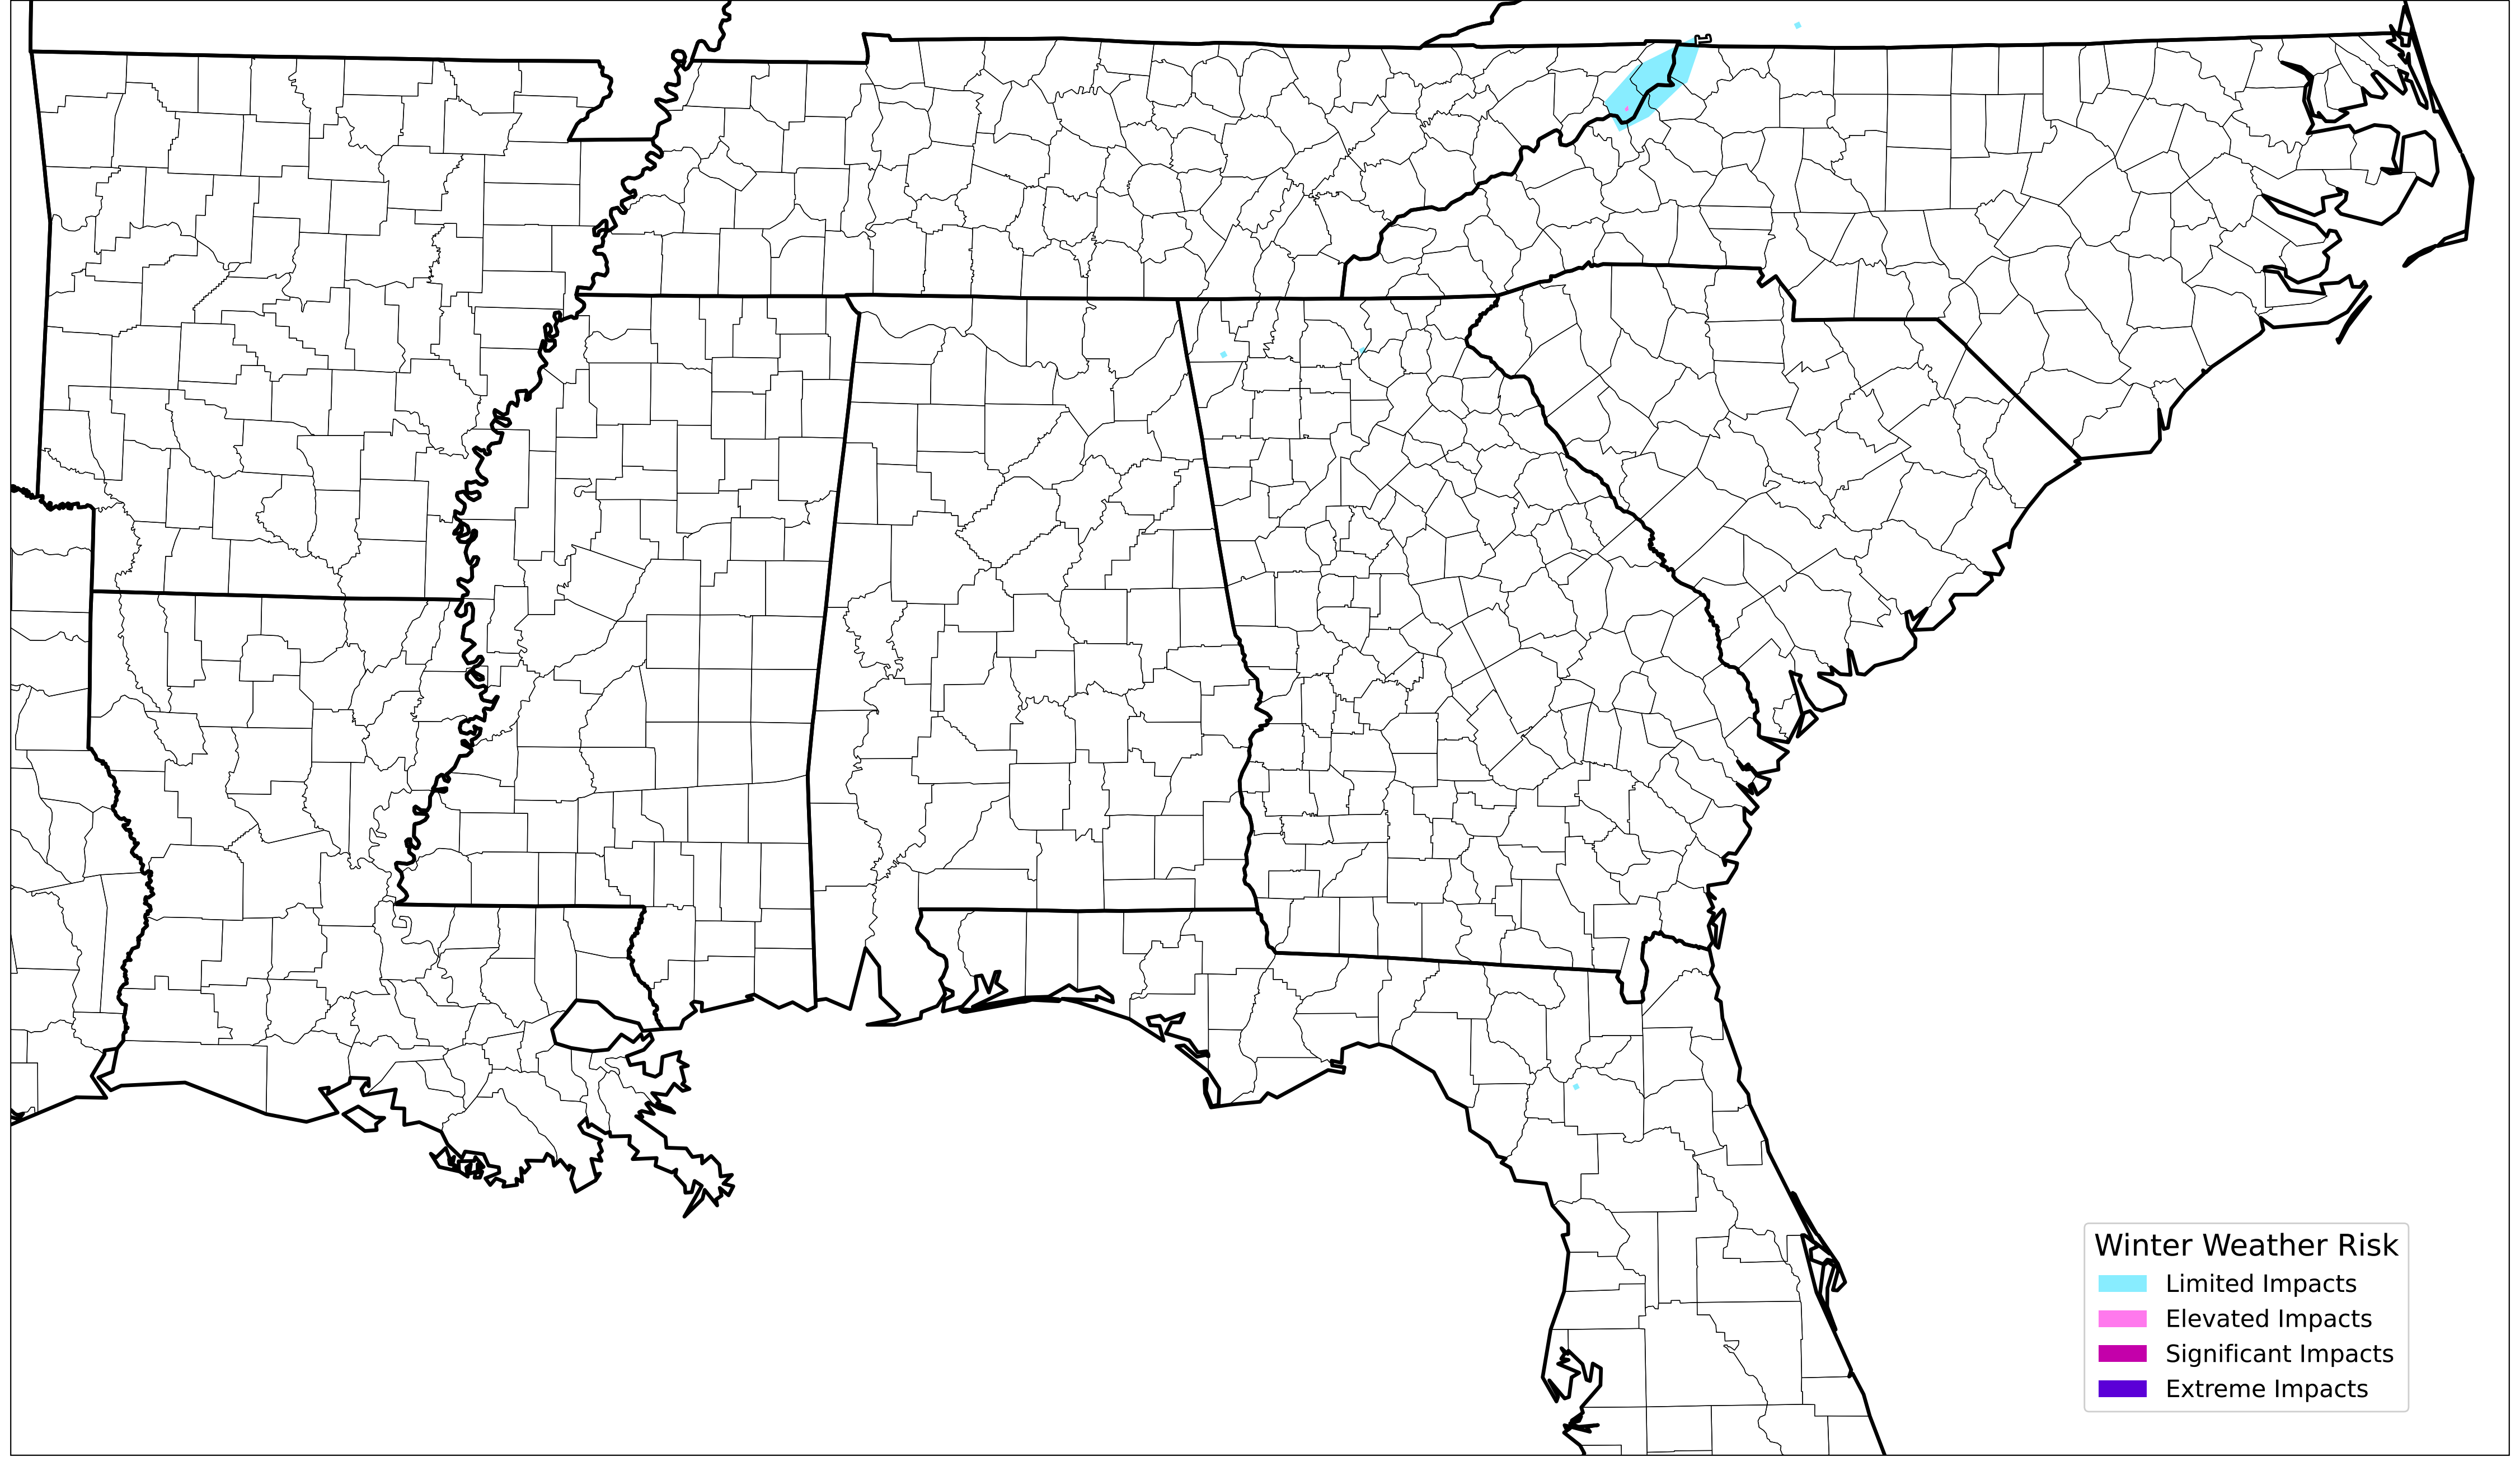 Winter Weather Risk
Limited Impacts
Elevated Impacts
Significant Impacts
Extreme Impacts